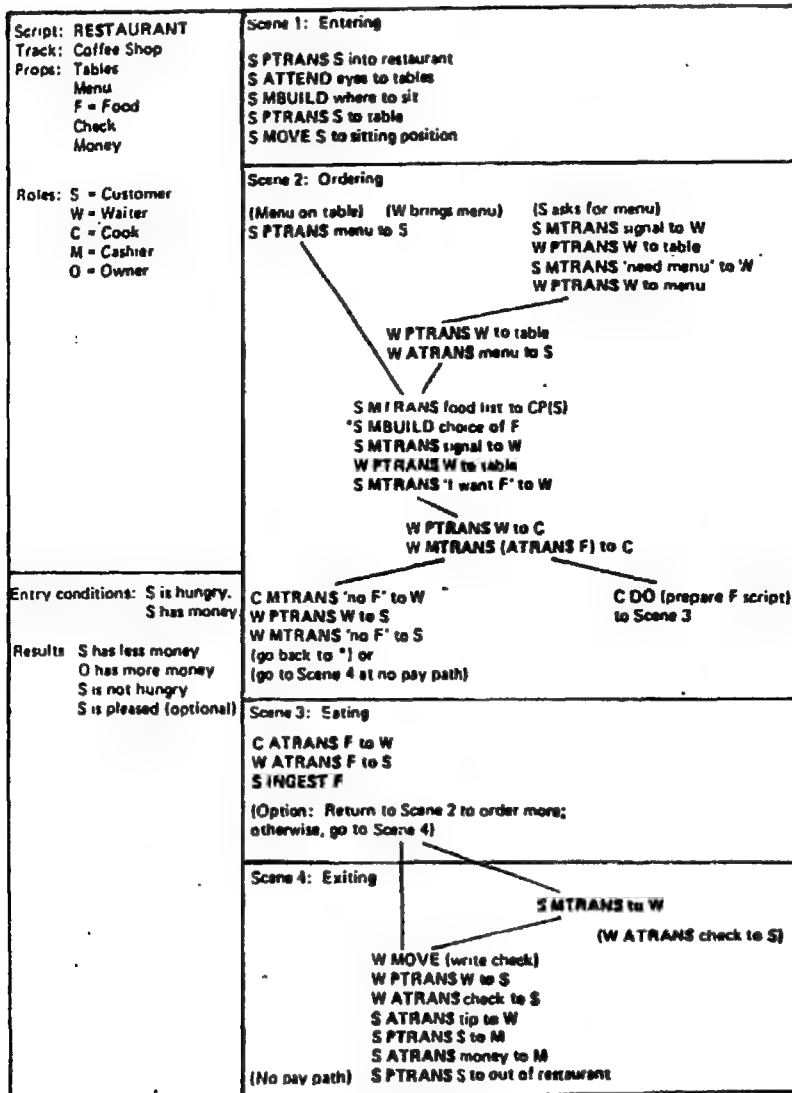 Script: RESTAURANT
Track: Coffee Shop
Props: Tables
Menu
F = Food
Check
Money
Roles: S = Customer
W = Waiter
C = Cook
M = Cashier
O = Owner
Entry conditions: S is hungry.
S has money
Results S has less money
O has more money
S is not hungry
S is pleased (optional)
Scene 1: Entering
S PTRANS S into restaurant
S ATTEND eyes to tables
S MBUILD where to sit
S PTRANS S to table
S MOVE S to sitting position
Scene 2: Ordering
(Menu on table) (W brings menu) (S asks for menu)
S PTRANS menu to S S MTRANS signal to W
W PTRANS W to table
S MTRANS 'need menu' to W
W PTRANS W to menu
W PTRANS W to table
W ATRANS menu to S
S MTRANS food list to CP(S)
*S MBUILD choice of F
S MTRANS signal to W
W PTRANS W to table
S MTRANS 'I want F' to W
W PTRANS W to C
W MTRANS (ATRANS F) to C
C MTRANS 'no F' to W C DO (prepare F script)
W PTRANS W to S to Scene 3
W MTRANS 'no F' to S
(go back to *) or
(go to Scene 4 at no pay path)
Scene 3: Eating
C ATRANS F to W
W ATRANS F to S
S INGEST F
(Option: Return to Scene 2 to order more;
otherwise, go to Scene 4)
Scene 4: Exiting
S MTRANS to W
(W ATRANS check to S)
W MOVE (write check)
W PTRANS W to S
W ATRANS check to S
S ATRANS tip to W
S PTRANS S to M
S ATRANS money to M
(No pay path) S PTRANS S to out of restaurant